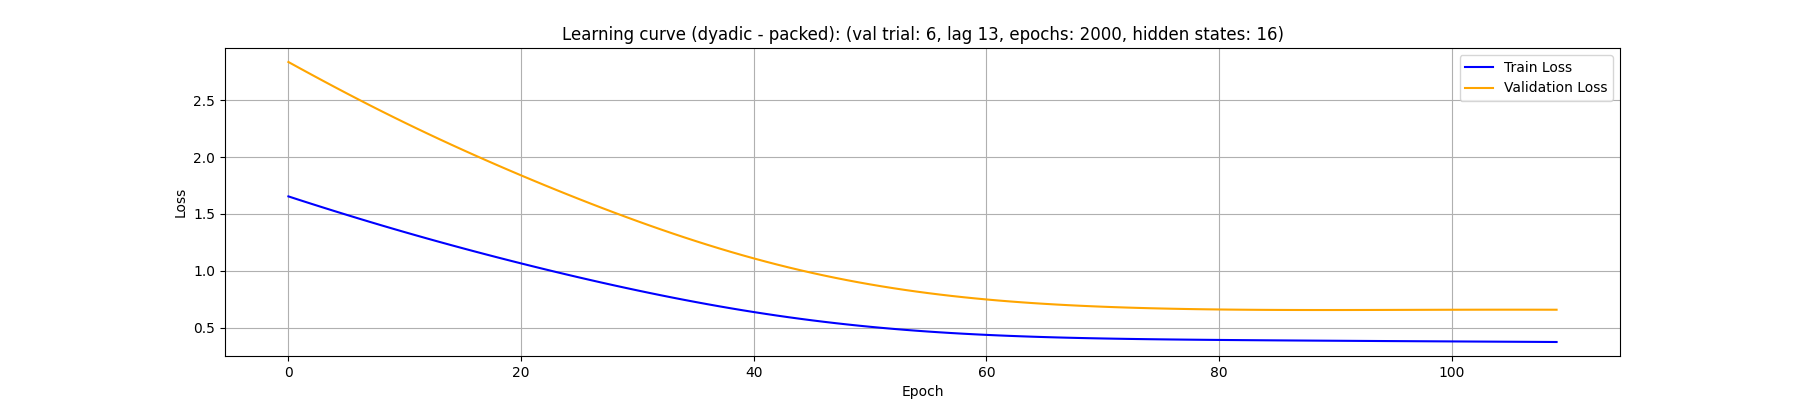 Learning curve (dyadic - packed): (val trial: 6, lag 13, epochs: 2000, hidden states: 16)
Train Loss
Validation Loss
Loss
2.5
2.0
1.5
1.0
0.5
0 20 40 60 80 100
Epoch